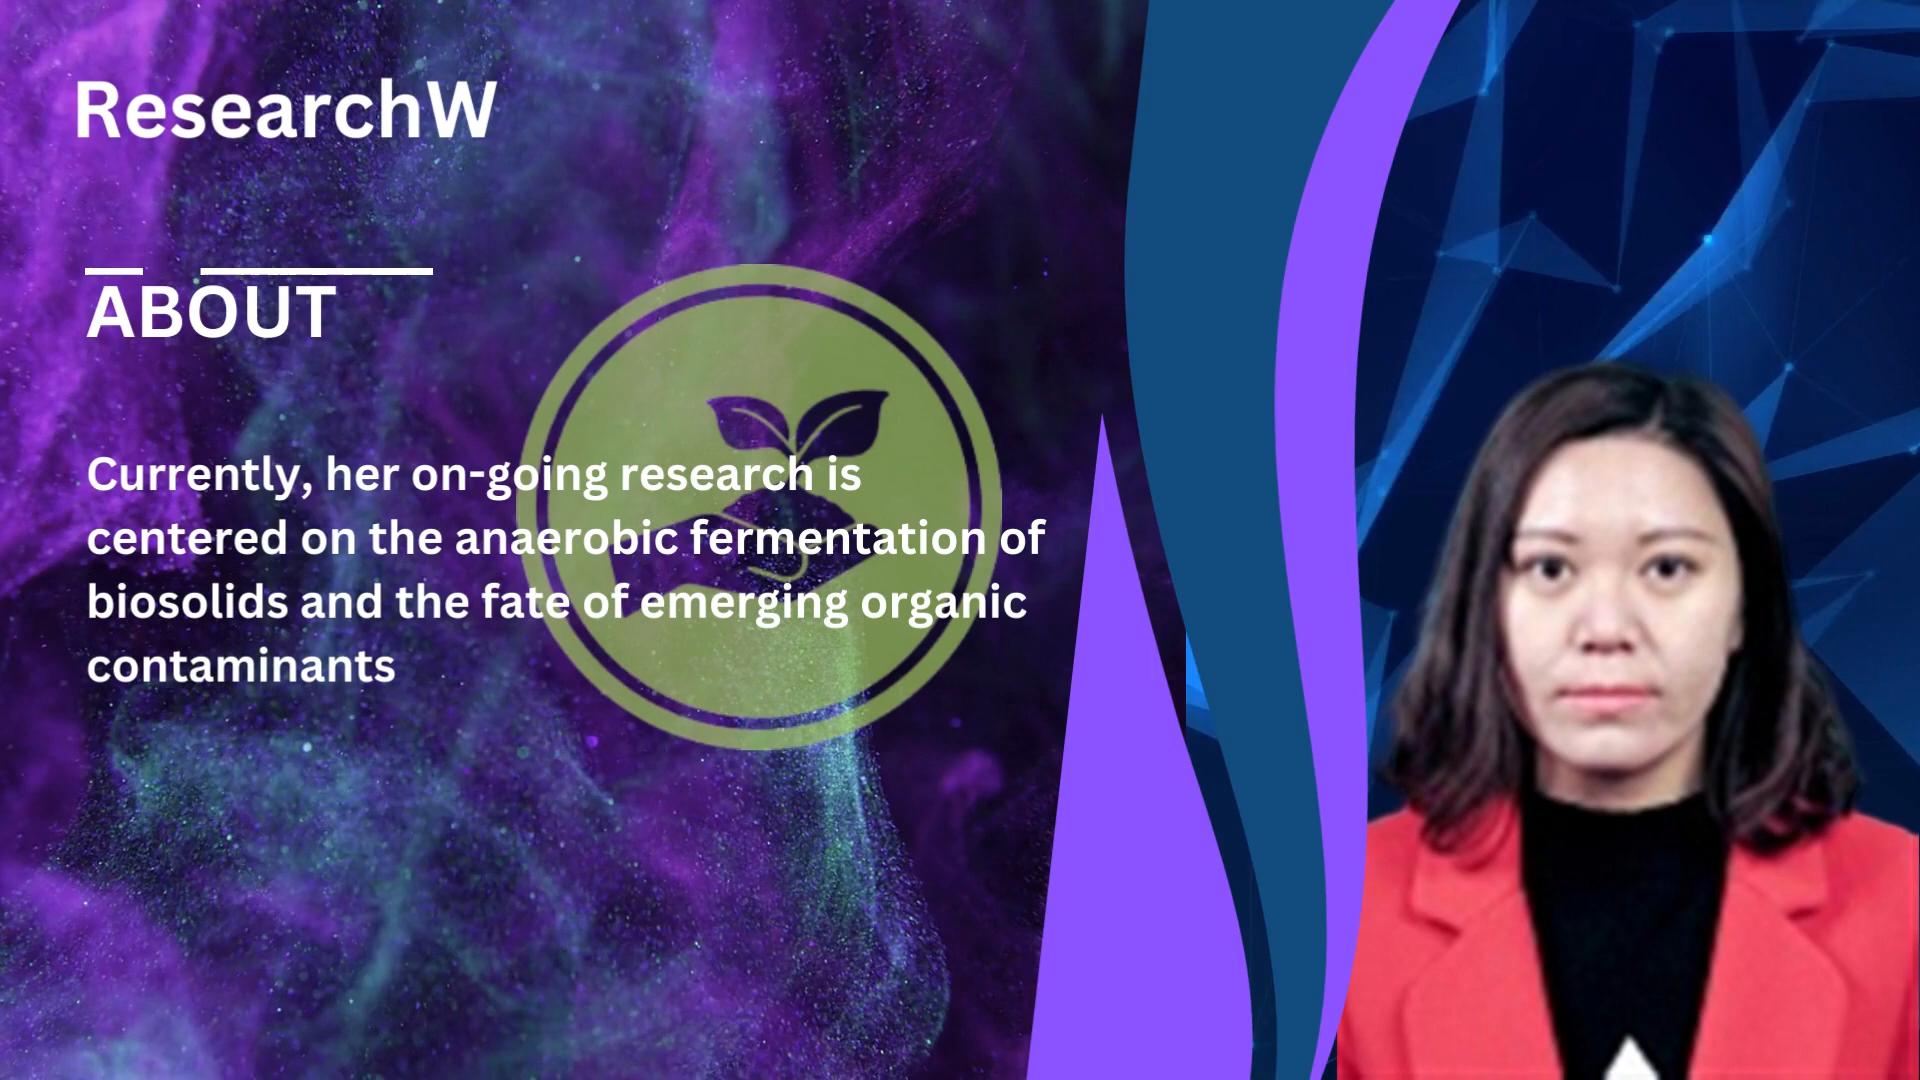 ResearchW
ABOUT
Currently, her on-going research is
centered on the anaerobic fermentation of
biosolids and the fate of emerging organic
contaminants